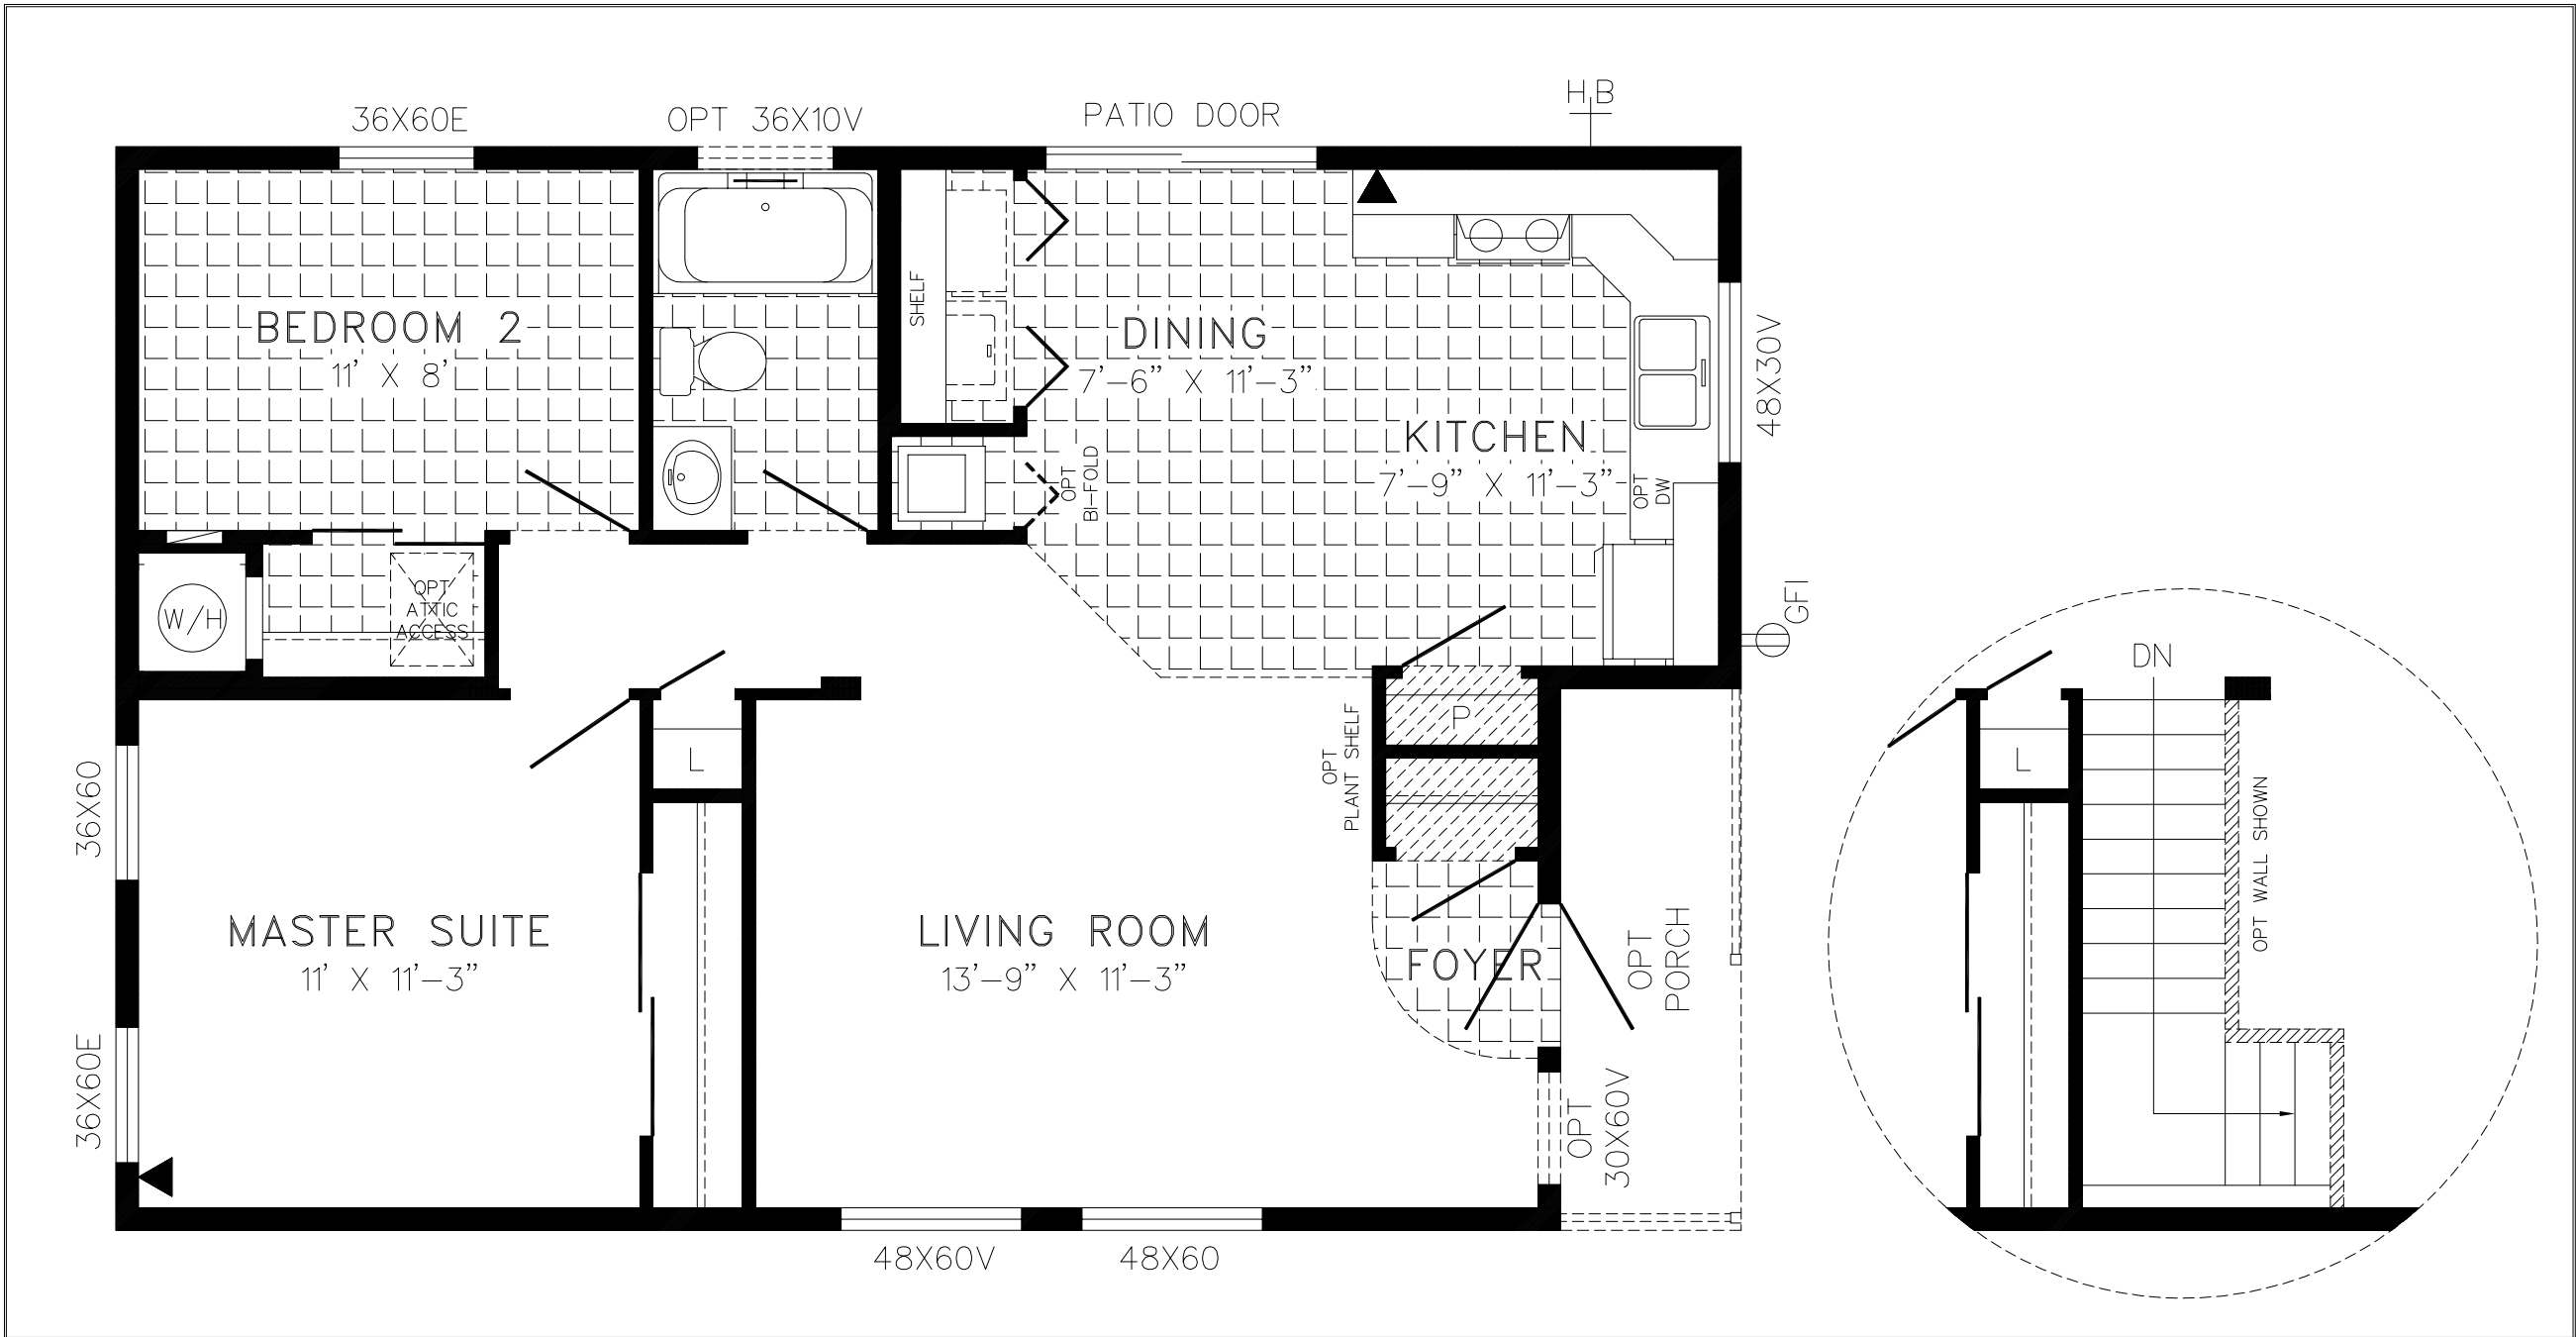 36X60E
OPT 36X10V
PATIO DOOR
H.B
BEDROOM 2
11' X 8'
SHELF
DINING
7'-6" X 11'-3"
KITCHEN
7'-9" X 11'-3"
48X30V
OPT
BI-FOLD
OPT
DW
W/H
OPT
ATTIC
ACCESS
GFI
P
L
OPT
PLANT SHELF
36X60
MASTER SUITE
11' X 11'-3"
LIVING ROOM
13'-9" X 11'-3"
FOYER
OPT
PORCH
36X60E
OPT
30X60V
48X60V
48X60
DN
L
OPT WALL SHOWN